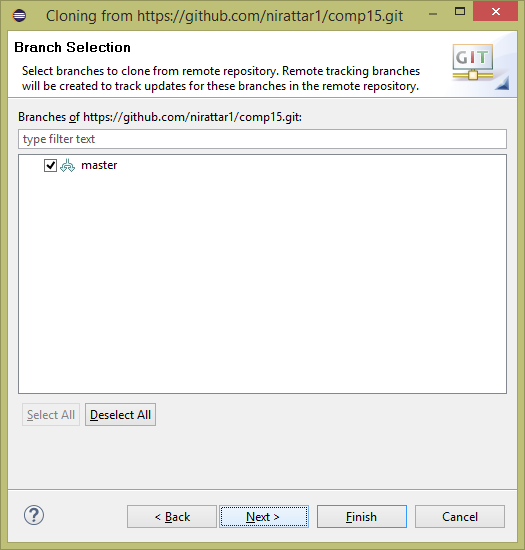 Cloning from https://github.com/nirattar1/comp15.git
Branch Selection
GIT
Select branches to clone from remote repository. Remote tracking branches
will be created to track updates for these branches in the remote repository.
Branches of https://github.com/nirattar1/comp15.git:
type filter text
master
Select All
Deselect All
?
< Back
Next >
Finish
Cancel